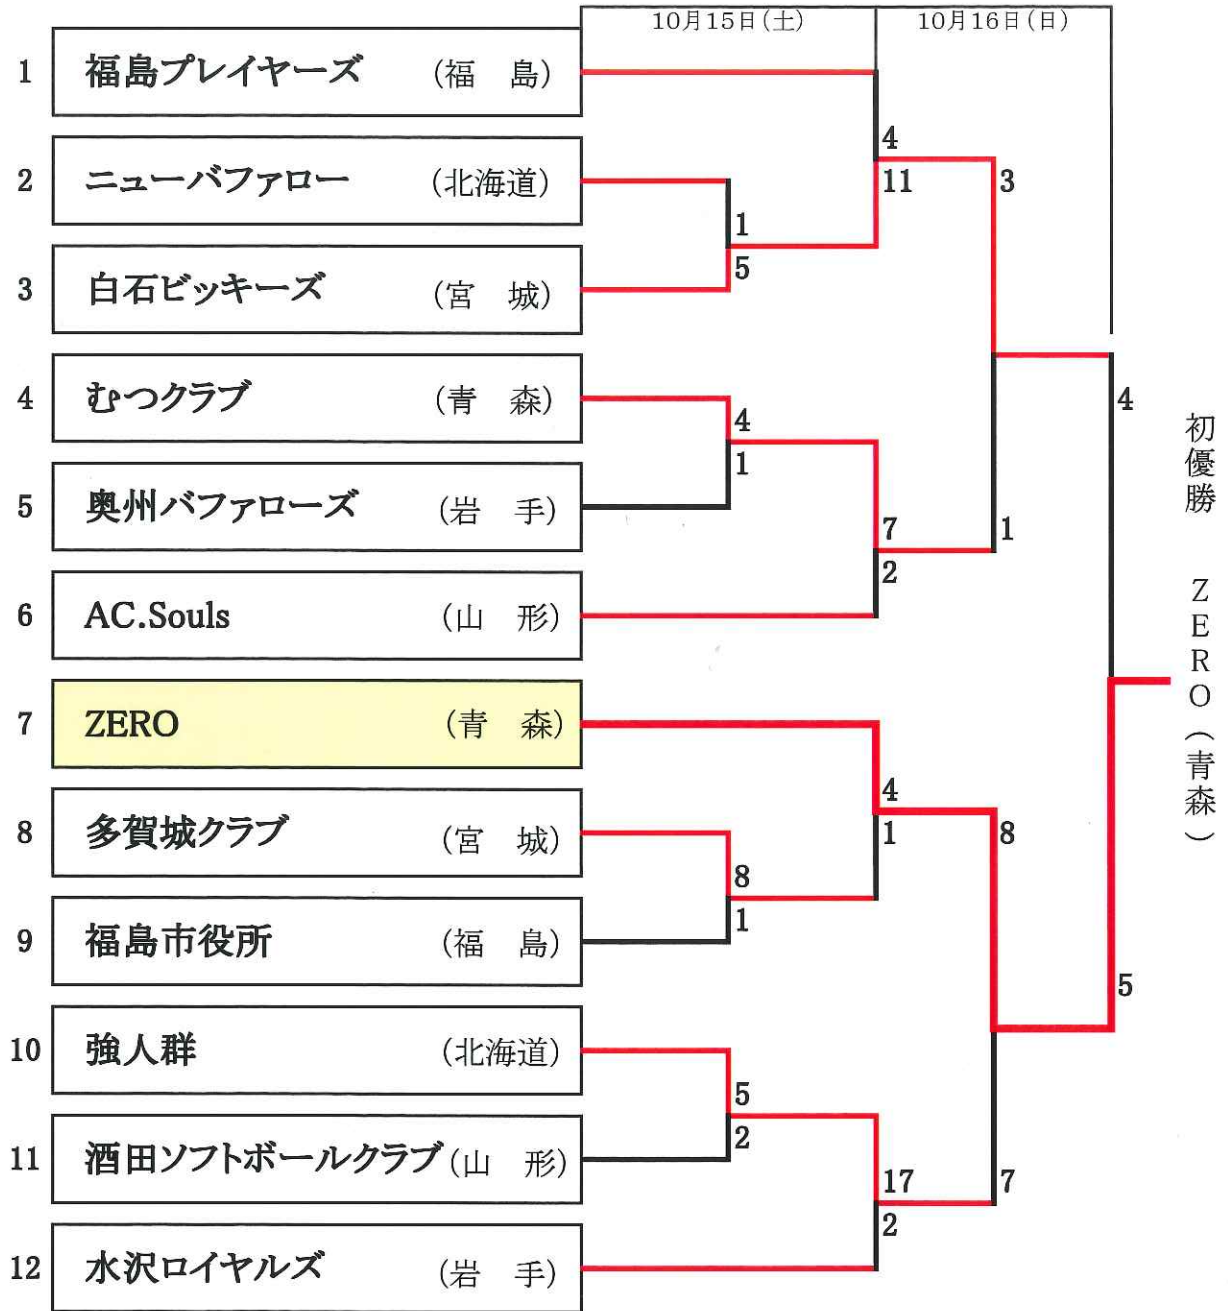 10月15日(土) 10月16日(日)
1 福島プレイヤーズ (福 島)
4
2 ニューバファロー (北海道)
11 3
1
5
3 白石ビッキーズ (宮 城)
4 むつクラブ (青 森)
4
4
1
5 奥州バファローズ (岩 手)
7 1
2
6 AC.Souls (山 形)
7 ZERO (青 森)
4
8 多賀城クラブ (宮 城)
1 8
8
1
9 福島市役所 (福 島)
5
10 強人群 (北海道)
5
2
11 酒田ソフトボールクラブ (山 形)
17 7
2
12 水沢ロイヤルズ (岩 手)
初優勝 ZERO(青森)